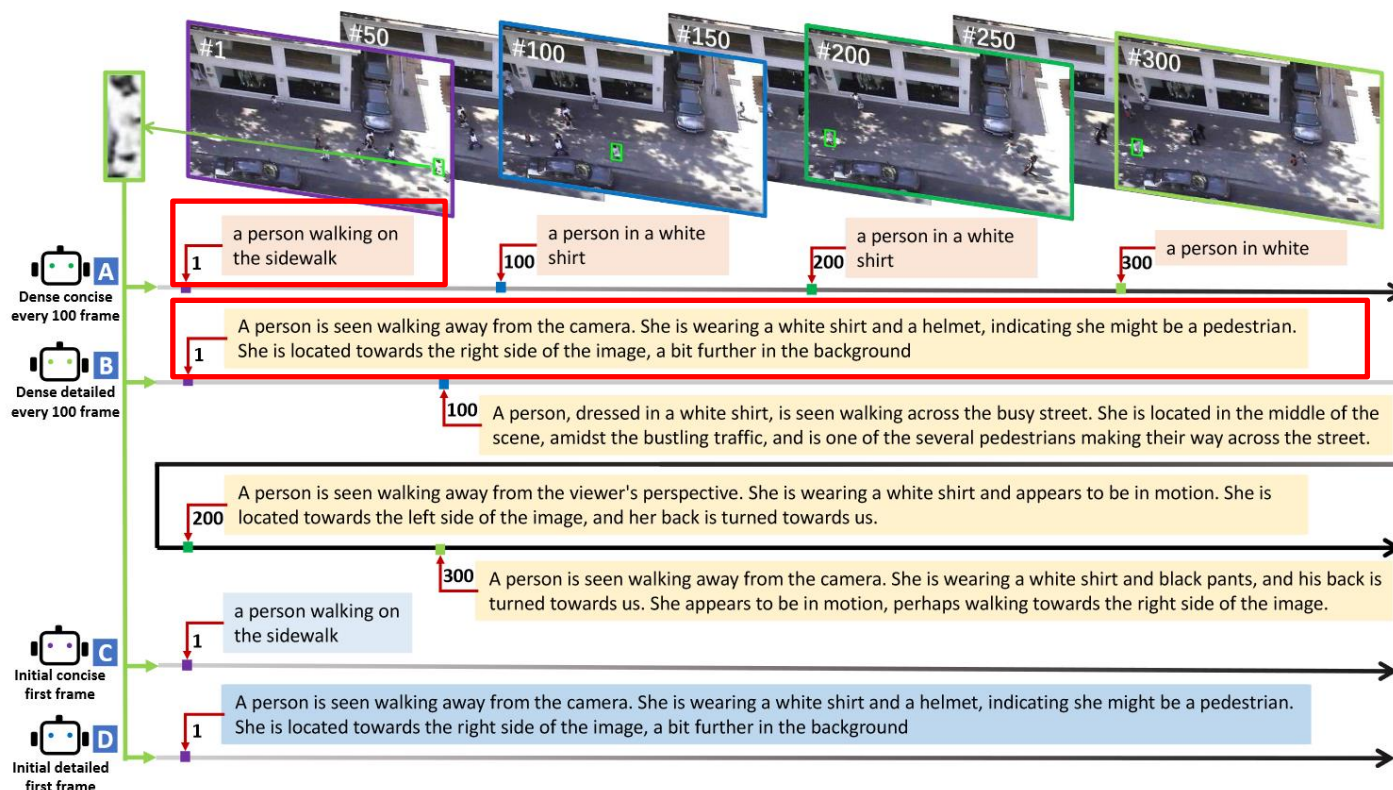 #1
#50
#100
#150
#200
#250
#300
a person walking on
the sidewalk
1
a person in a white
shirt
100
a person in a white
shirt
200
a person in white
300
A
Dense concise
every 100 frame
A person is seen walking away from the camera. She is wearing a white shirt and a helmet, indicating she might be a pedestrian.
She is located towards the right side of the image, a bit further in the background
1
B
Dense detailed
every 100 frame
100
A person, dressed in a white shirt, is seen walking across the busy street. She is located in the middle of the
scene, amidst the bustling traffic, and is one of the several pedestrians making their way across the street.
A person is seen walking away from the viewer's perspective. She is wearing a white shirt and appears to be in motion. She is
located towards the left side of the image, and her back is turned towards us.
200
300
A person is seen walking away from the camera. She is wearing a white shirt and black pants, and his back is
turned towards us. She appears to be in motion, perhaps walking towards the right side of the image.
a person walking on
the sidewalk
1
C
Initial concise
first frame
A person is seen walking away from the camera. She is wearing a white shirt and a helmet, indicating she might be a pedestrian.
She is located towards the right side of the image, a bit further in the background
1
D
Initial detailed
first frame